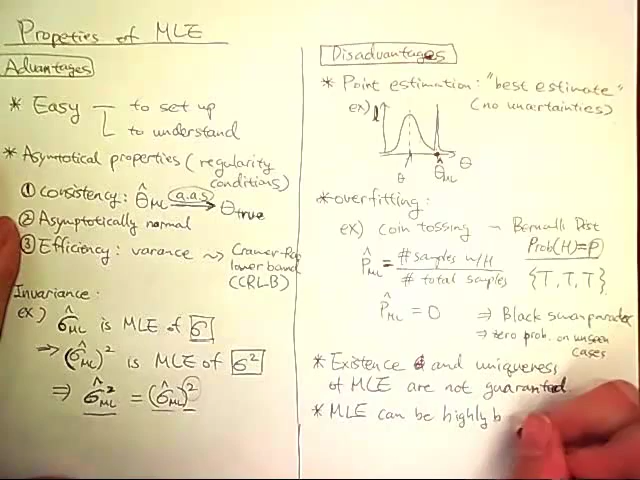 Propeties of MLE
Advantages
* Easy — to set up
to understand
* Asymtotical properties (regularity
conditions)
① Consistency: θ̂ML (a.a.s) ⟹ θtrue
② Asymptotically normal
③ Efficiency: varance ~> Cramer-Rao
lower band
(CRLB)
Invariance:
ex) σ̂ML is MLE of σ
⇒ (σ̂ML)² is MLE of σ²
⇒ σ̂²ML = (σ̂ML)²
Disadvantages
* Point estimation: "best estimate"
(no uncertainties)
ex) l
θ
θ θ̂ML
* overfitting:
ex) Coin tossing ~ Bernoulli Dist
Prob(H)=P
P̂ML = # samples w/H / # total samples
{T, T, T}
P̂ML = 0 ⇒ Black swan paradox
⇒ zero prob. on unseen
cases
* Existence and uniqueness
of MLE are not guaranteed
* MLE can be highly b